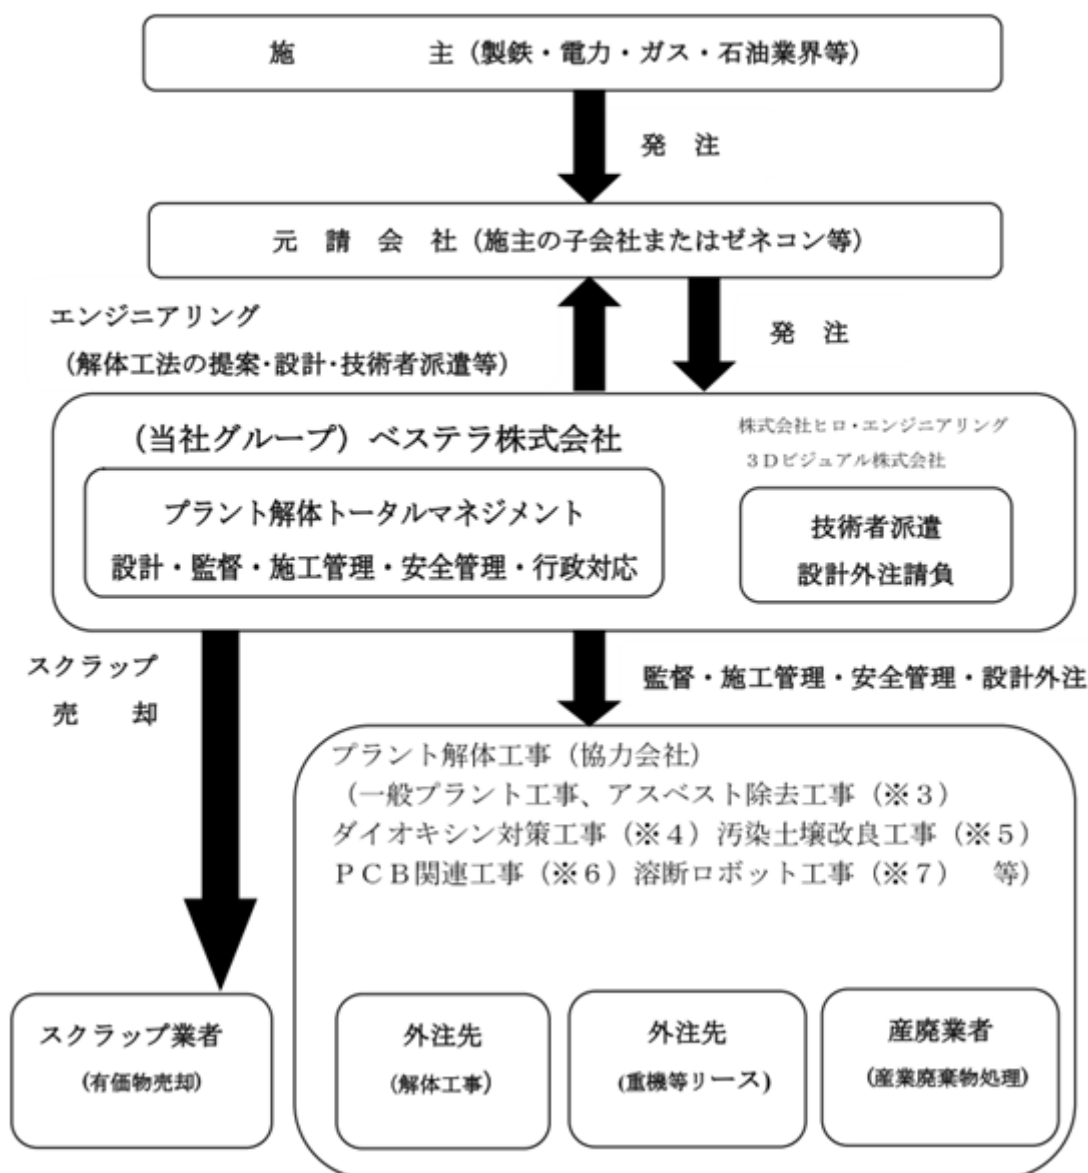 施　　　　主（製鉄・電力・ガス・石油業界等）
発　注
元　請　会　社（施主の子会社またはゼネコン等）
エンジニアリング
（解体工法の提案・設計・技術者派遣等）
発　注
（当社グループ）ベステラ株式会社
株式会社ヒロ・エンジニアリング
３Ｄビジュアル株式会社
プラント解体トータルマネジメント
設計・監督・施工管理・安全管理・行政対応
技術者派遣
設計外注請負
スクラップ
売　　却
監督・施工管理・安全管理・設計外注
プラント解体工事（協力会社）
（一般プラント工事、アスベスト除去工事（※３）
ダイオキシン対策工事（※４）汚染土壌改良工事（※５）
ＰＣＢ関連工事（※６）溶断ロボット工事（※７）　等）
スクラップ業者
(有価物売却)
外注先
(解体工事)
外注先
(重機等リース)
産廃業者
(産業廃棄物処理)